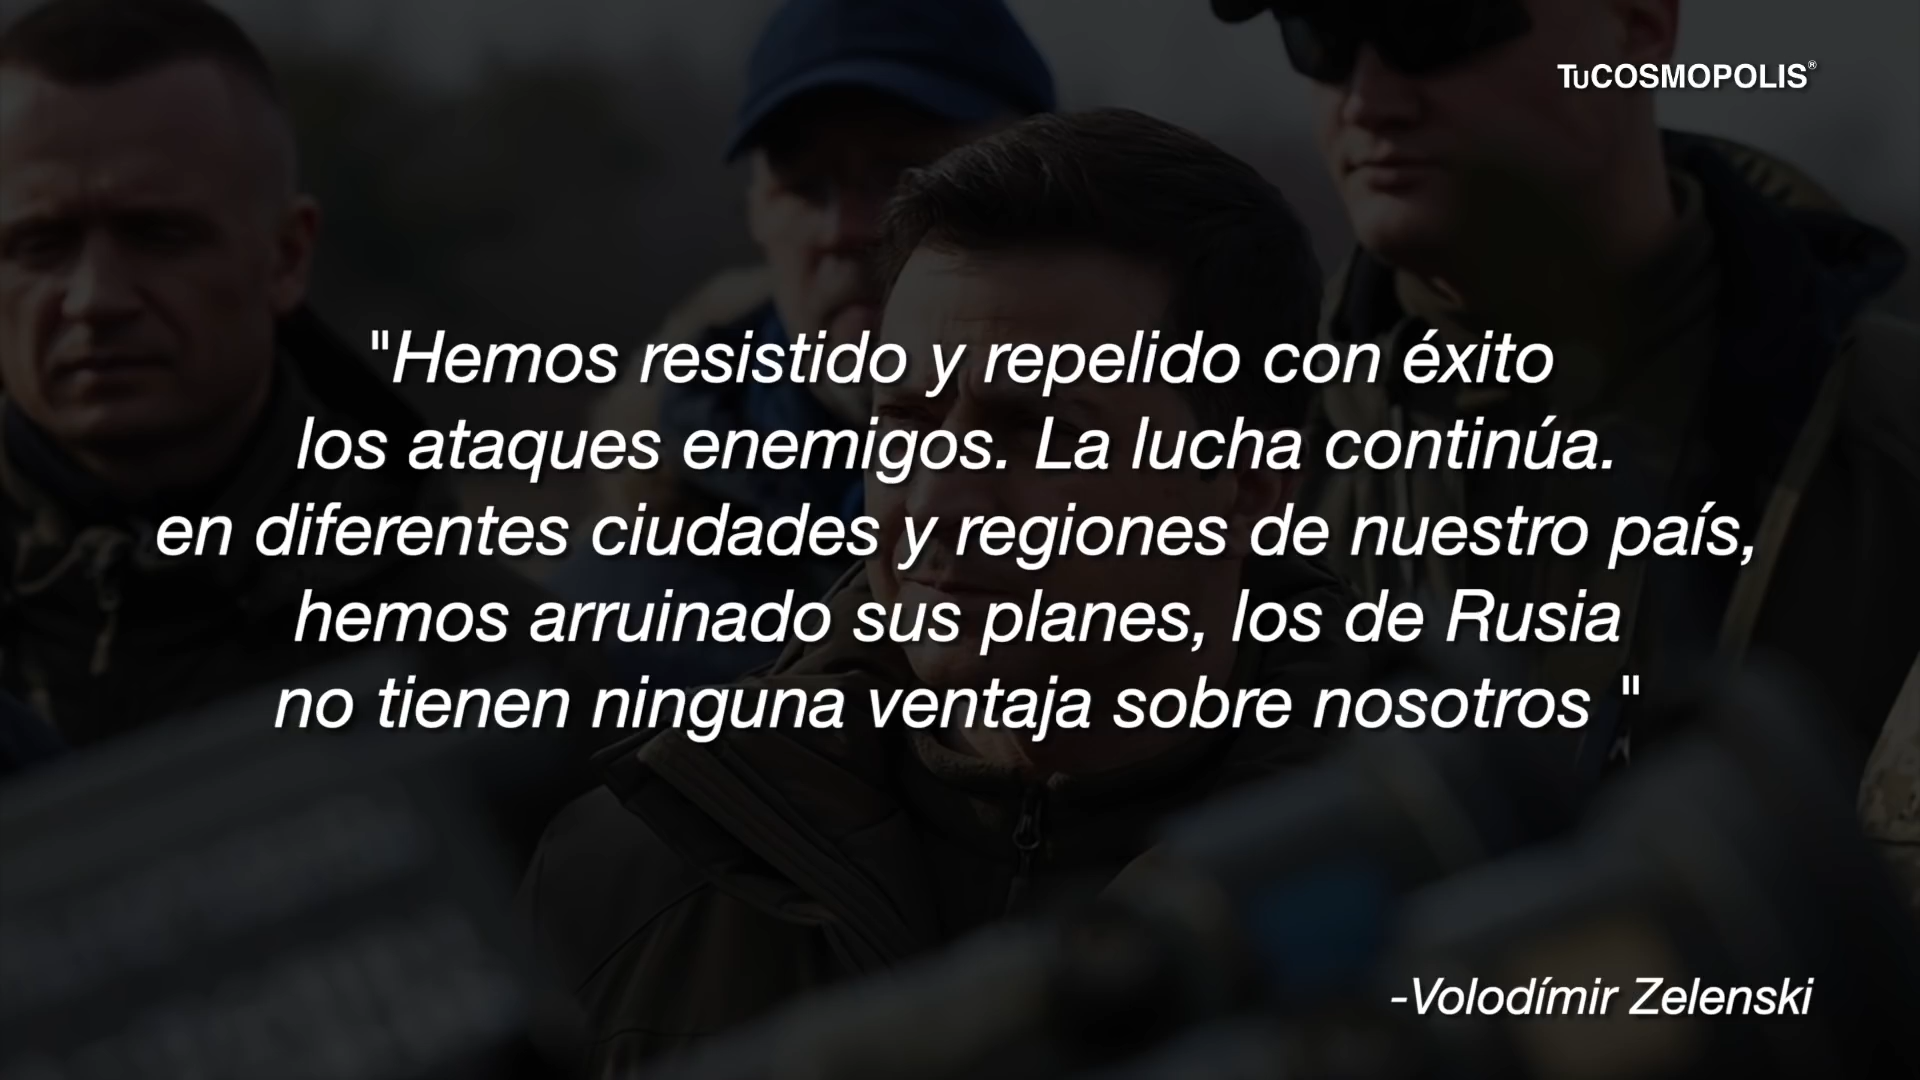 TuCOSMOPOLIS®
"Hemos resistido y repelido con éxito
los ataques enemigos. La lucha continúa.
en diferentes ciudades y regiones de nuestro país,
hemos arruinado sus planes, los de Rusia
no tienen ninguna ventaja sobre nosotros "
-Volodímir Zelenski